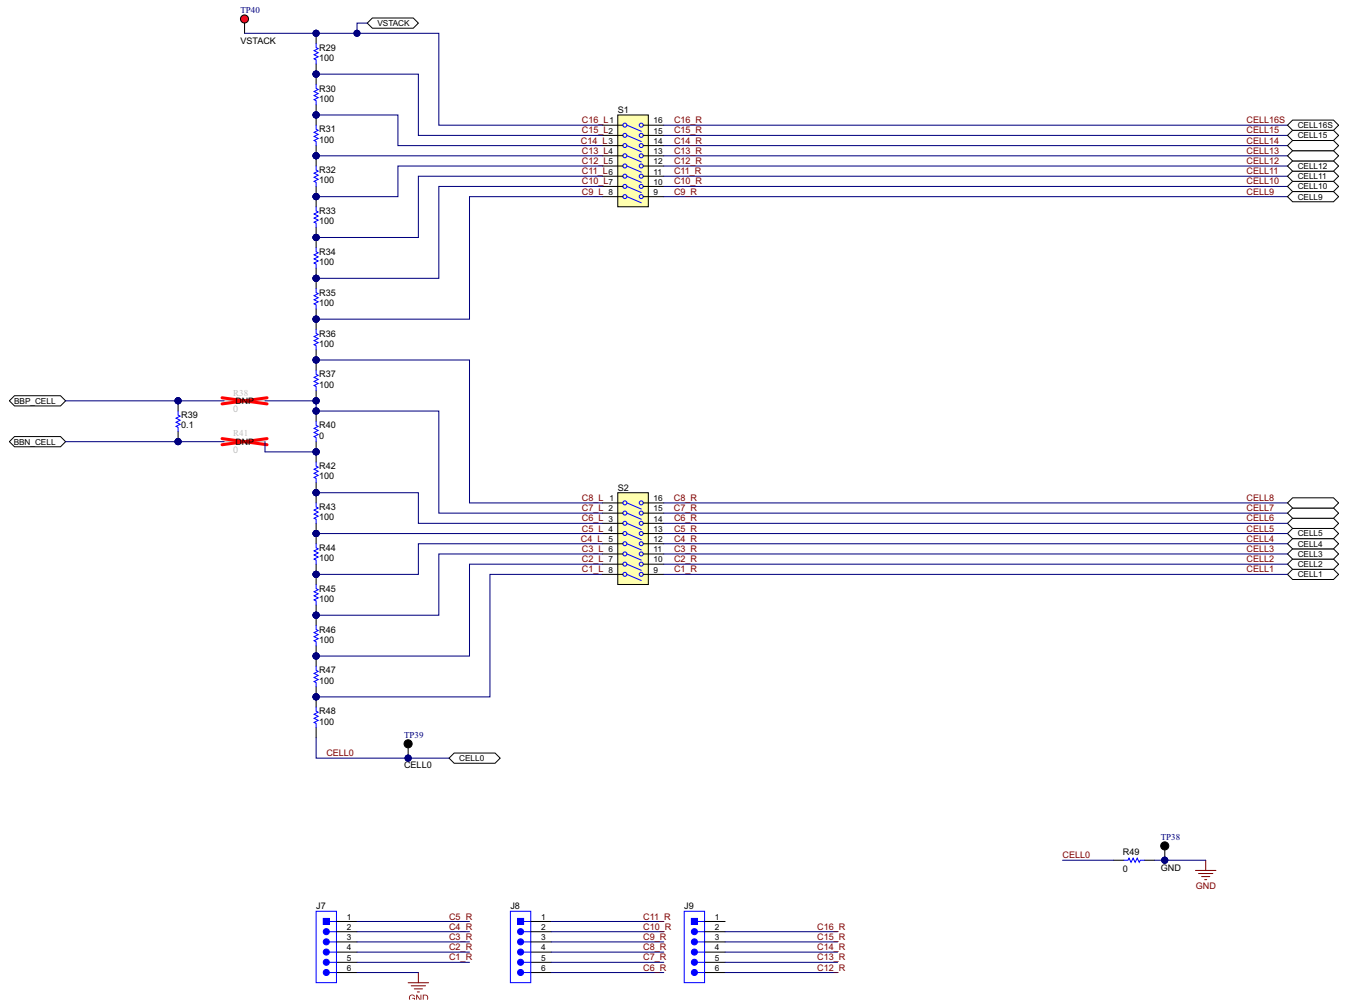 TP40
VSTACK
VSTACK
R29
100
R30
100
R31
100
R32
100
R33
100
R34
100
R35
100
R36
100
R37
100
BBP_CELL
R38
DNP
0
R39
0.1
BBN_CELL
R41
DNP
0
R40
0
R42
100
R43
100
R44
100
R45
100
R46
100
R47
100
R48
100
CELL0
TP39
CELL0
CELL0
S1
C16_L 1 16 C16_R CELL16S CELL16S
C15_L 2 15 C15_R CELL15 CELL15
C14_L 3 14 C14_R CELL14
C13_L 4 13 C13_R CELL13
C12_L 5 12 C12_R CELL12 CELL12
C11_L 6 11 C11_R CELL11 CELL11
C10_L 7 10 C10_R CELL10 CELL10
C9_L 8 9 C9_R CELL9 CELL9
S2
C8_L 1 16 C8_R CELL8
C7_L 2 15 C7_R CELL7
C6_L 3 14 C6_R CELL6
C5_L 4 13 C5_R CELL5 CELL5
C4_L 5 12 C4_R CELL4 CELL4
C3_L 6 11 C3_R CELL3 CELL3
C2_L 7 10 C2_R CELL2 CELL2
C1_L 8 9 C1_R CELL1 CELL1
CELL0
R49
0
TP38
GND
GND
J7
1 C5_R
2 C4_R
3 C3_R
4 C2_R
5 C1_R
6
GND
J8
1 C11_R
2 C10_R
3 C9_R
4 C8_R
5 C7_R
6 C6_R
J9
1
2 C16_R
3 C15_R
4 C14_R
5 C13_R
6 C12_R